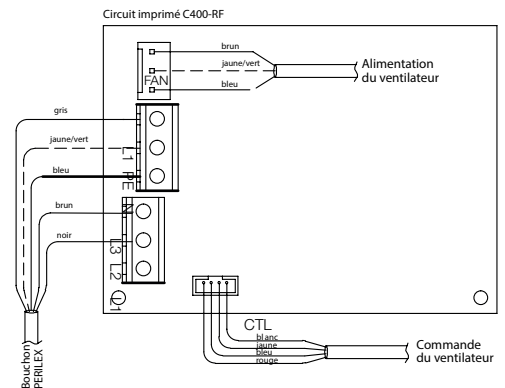 Circuit imprimé C400-RF
brun
jaune/vert
bleu
FAN
Alimentation
du ventilateur
gris
jaune/vert
bleu
brun
noir
L1
PE
N
L3
L2
L1
CTL
blanc
jaune
bleu
rouge
Commande
du ventilateur
Bouchon
PERILEX